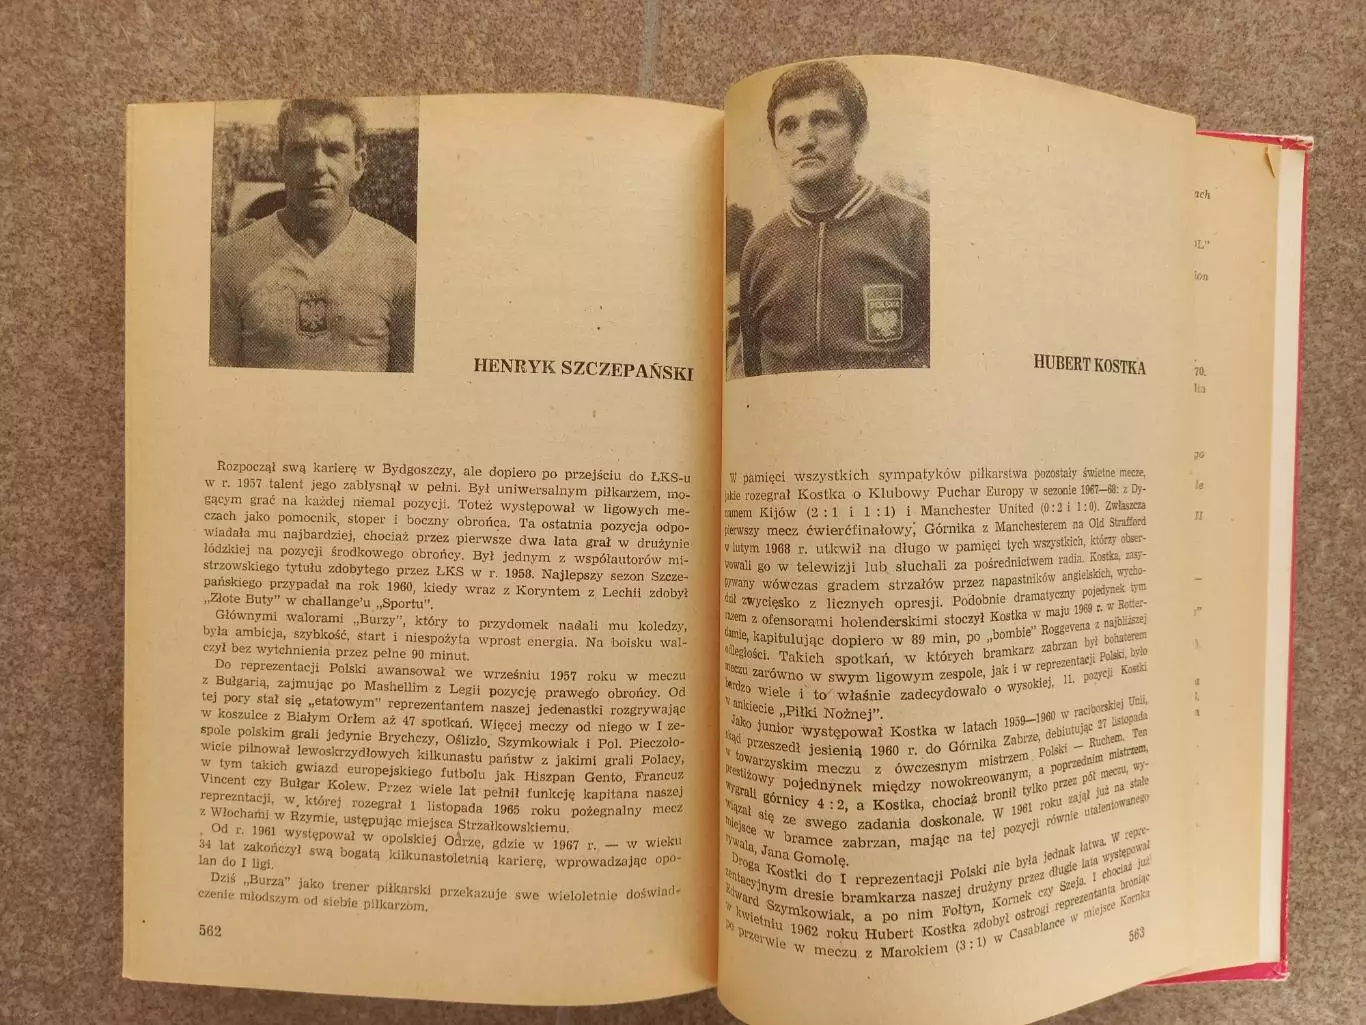 HENRYK SZCZEPAŃSKI
Rozpoczął swą karierę w Bydgoszczy, ale dopiero po przejściu do ŁKS-u
w r. 1957 talent jego zabłysnął w pełni. Był uniwersalnym piłkarzem, mo-
gącym grać na każdej niemal pozycji. Toteż występował w ligowych me-
czach jako pomocnik, stoper i boczny obrońca. Ta ostatnia pozycja odpo-
wiadała mu najbardziej, chociaż przez pierwsze dwa lata grał w drużynie
łódzkiej na pozycji środkowego obrońcy. Był jednym z wspólautorów mi-
strzowskiego tytułu zdobytego przez ŁKS w r. 1958. Najlepszy sezon Szcze-
pańskiego przypadał na rok 1960, kiedy wraz z Koryntem z Lechii zdobył
„Złote Buty" w challange'u „Sportu".
Głównymi walorami „Burzy", który to przydomek nadali mu koledzy,
była ambicja, szybkość, start i niespożyta wprost energia. Na boisku wal-
czył bez wytchnienia przez pełne 90 minut.
Do reprezentacji Polski awansował we wrześniu 1957 roku w meczu
z Bułgarią, zajmując po Mashellim z Legii pozycję prawego obrońcy. Od
tej pory stał się „etatowym" reprezentantem naszej jedenastki rozgrywając
w koszulce z Białym Orłem aż 47 spotkań. Więcej meczy od niego w I ze-
spole polskim grali jedynie Brychczy, Oślizło, Szymkowiak i Pol. Pieczolo-
wicie pilnował lewoskrzydłowych kilkunastu państw z jakimi grali Polacy,
w tym takich gwiazd europejskiego futbolu jak Hiszpan Gento, Francuz
Vincent czy Bułgar Kolew. Przez wiele lat pełnił funkcję kapitana naszej
reprezntacji, w której rozegrał 1 listopada 1965 roku pożegnalny mecz
z Włochami w Rzymie, ustępując miejsca Strzałkowskiemu.
Od r. 1961 występował w opolskiej Odrze, gdzie w 1967 r. — w wieku
34 lat zakończył swą bogatą kilkunastoletnią karierę, wprowadzając opo-
lan do I ligi.
Dziś „Burza" jako trener piłkarski przekazuje swe wieloletnie doświad-
czenie młodszym od siebie piłkarzom.
562
POLSKA
HUBERT KOSTKA
W pamięci wszystkich sympatyków piłkarstwa pozostały świetne mecze,
jakie rozegrał Kostka o Klubowy Puchar Europy w sezonie 1967—68: z Dy-
namem Kijów (2 : 1 i 1 : 1) i Manchester United (0 : 2 i 1 : 0). Zwłaszcza
pierwszy mecz ćwierćfinałowy, Górnika z Manchesterem na Old Strafford
w lutym 1968 r. utkwił na długo w pamięci tych wszystkich, którzy obser-
wowali go w telewizji lub słuchali za pośrednictwem radia. Kostka, zasy-
pywany wówczas gradem strzałów przez napastników angielskich, wycho-
dził zwycięsko z licznych opresji. Podobnie dramatyczny pojedynek tym
razem z ofensorami holenderskimi stoczył Kostka w maju 1969 r. w Rotter-
damie, kapitulując dopiero w 89 min, po „bombie" Roggevena z najbliższej
odległości. Takich spotkań, w których bramkarz zabrzan był bohaterem
meczu zarówno w swym ligowym zespole, jak i w reprezentacji Polski, było
bardzo wiele i to właśnie zadecydowało o wysokiej, 11. pozycji Kostki
w ankiecie „Piłki Nożnej".
Jako junior występował Kostka w latach 1959—1960 w raciborskiej Unii,
skąd przeszedł jesienią 1960 r. do Górnika Zabrze, debiutując 27 listopada
w towarzyskim meczu z ówczesnym mistrzem Polski — Ruchem. Ten
prestiżowy pojednynek między nowokreowanym, a poprzednim mistrzem,
wygrali górnicy 4 : 2, a Kostka, chociaż bronił tylko przez pół meczu, wy-
wiązał się ze swego zadania doskonale. W 1961 roku zajął już na stałe
miejsce w bramce zabrzan, mając na tej pozycji równie utalentowanego
rywala, Jana Gomolę.
Droga Kostki do I reprezentacji Polski nie była jednak łatwa. W repre-
zentacyjnym dresie bramkarza naszej drużyny przez długie lata występował
Edward Szymkowiak, a po nim Fołtyn, Kornek czy Szeja. I chociaż już
w kwietniu 1962 roku Hubert Kostka zdobył ostrogi reprezentanta broniąc
po przerwie w meczu z Marokiem (3 : 1) w Casablance w miejsce Kornka
563
ach
OL"
ion
70.
lia
go
le
II
—
a